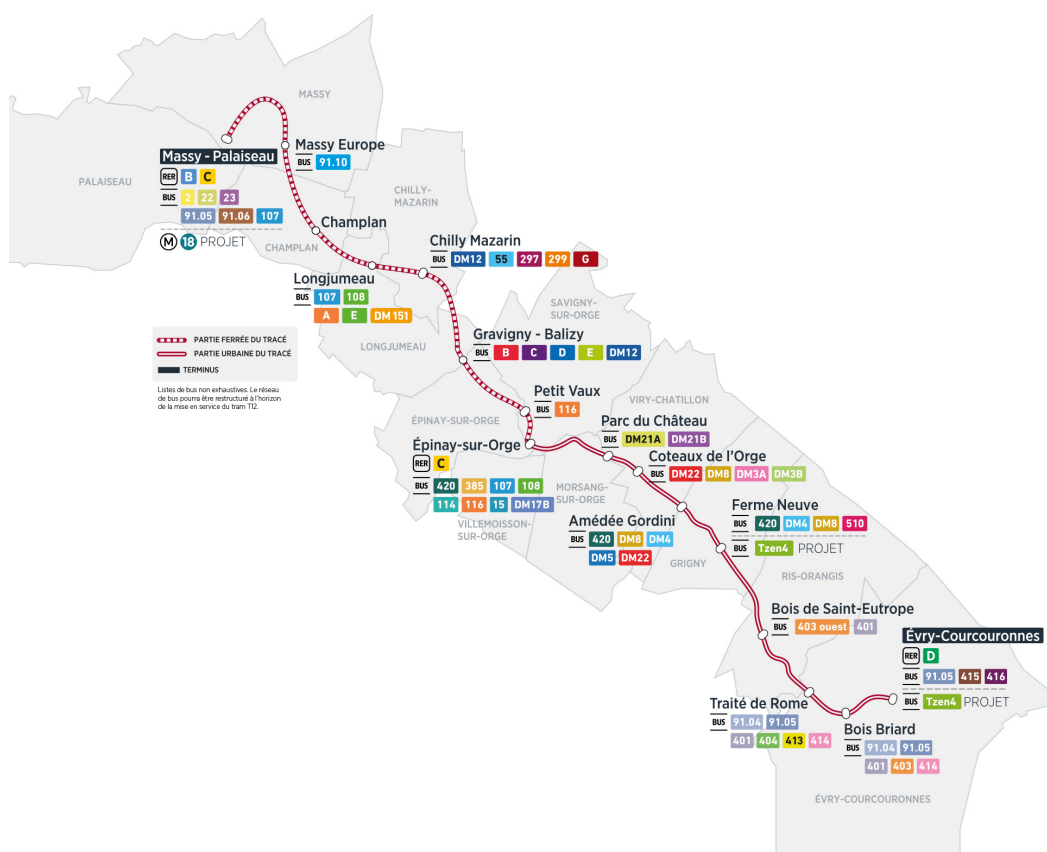 MASSY
Massy Europe
BUS 91.10
Massy - Palaiseau
RER B C
BUS 2 22 23
91.05 91.06 107
M 18 PROJET
PALAISEAU
CHILLY-
MAZARIN
Champlan
CHAMPLAN
Chilly Mazarin
BUS DM12 55 297 299 G
Longjumeau
BUS 107 108
A E DM 151
SAVIGNY-
SUR-ORGE
PARTIE FERRÉE DU TRACÉ
PARTIE URBAINE DU TRACÉ
TERMINUS
Listes de bus non exhaustives. Le réseau
de bus pourra être restructuré à l'horizon
de la mise en service du tram T12.
LONGJUMEAU
Gravigny - Balizy
BUS B C D E DM12
Petit Vaux
BUS 116
VIRY-CHATILLON
ÉPINAY-SUR-ORGE
Parc du Château
BUS DM21A DM21B
Épinay-sur-Orge
RER C
BUS 420 385 107 108
114 116 15 DM17B
Coteaux de l'Orge
BUS DM22 DM8 DM3A DM3B
MORSANG-
SUR-ORGE
VILLEMOISSON-
SUR-ORGE
Amédée Gordini
BUS 420 DM8 DM4
DM5 DM22
Ferme Neuve
BUS 420 DM4 DM8 510
BUS Tzen4 PROJET
GRIGNY
RIS-ORANGIS
Bois de Saint-Eutrope
BUS 403 ouest 401
Évry-Courcouronnes
RER D
BUS 91.05 415 416
BUS Tzen4 PROJET
Traité de Rome
BUS 91.04 91.05
401 404 413 414
Bois Briard
BUS 91.04 91.05
401 403 414
ÉVRY-COURCOURONNES